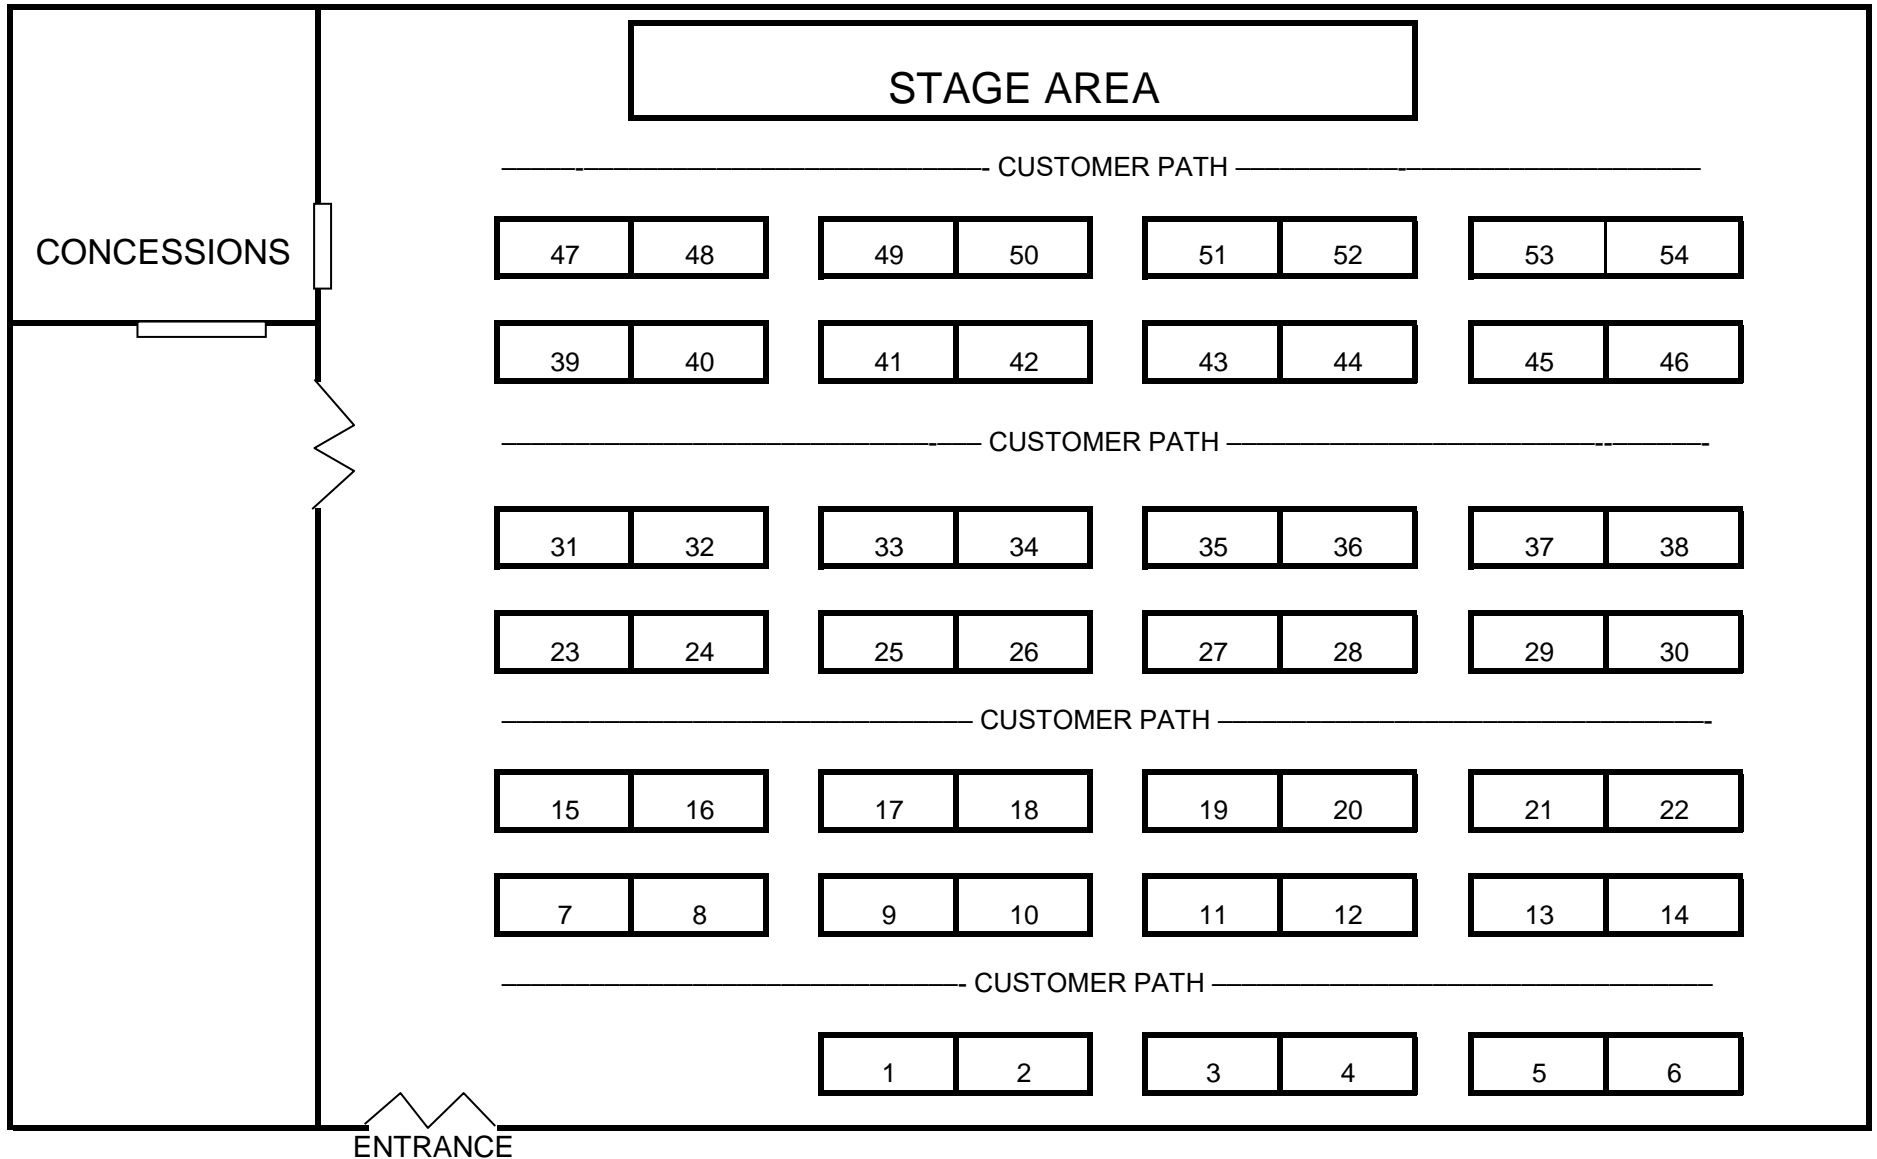 STAGE AREA
CUSTOMER PATH
CONCESSIONS
47 48 49 50 51 52 53 54
39 40 41 42 43 44 45 46
CUSTOMER PATH
31 32 33 34 35 36 37 38
23 24 25 26 27 28 29 30
CUSTOMER PATH
15 16 17 18 19 20 21 22
7 8 9 10 11 12 13 14
CUSTOMER PATH
1 2 3 4 5 6
ENTRANCE